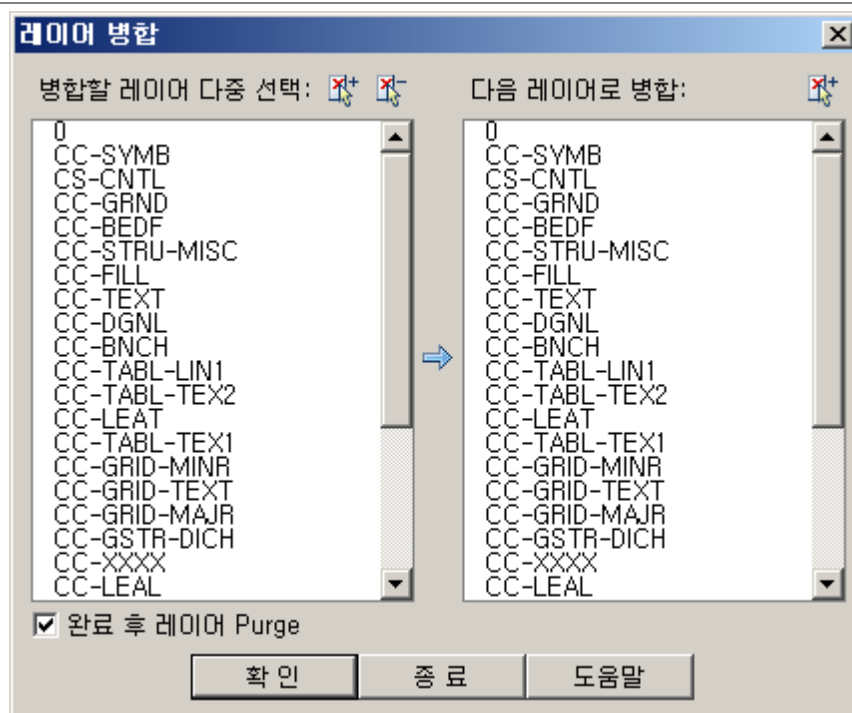 레이어 병합
병합할 레이어 다중 선택:
다음 레이어로 병합:
0
CC-SYMB
CS-CNTL
CC-GRND
CC-BEDF
CC-STRU-MISC
CC-FILL
CC-TEXT
CC-DGNL
CC-BNCH
CC-TABL-LIN1
CC-TABL-TEX2
CC-LEAT
CC-TABL-TEX1
CC-GRID-MINR
CC-GRID-TEXT
CC-GRID-MAJR
CC-GSTR-DICH
CC-XXXX
CC-LEAL
0
CC-SYMB
CS-CNTL
CC-GRND
CC-BEDF
CC-STRU-MISC
CC-FILL
CC-TEXT
CC-DGNL
CC-BNCH
CC-TABL-LIN1
CC-TABL-TEX2
CC-LEAT
CC-TABL-TEX1
CC-GRID-MINR
CC-GRID-TEXT
CC-GRID-MAJR
CC-GSTR-DICH
CC-XXXX
CC-LEAL
완료 후 레이어 Purge
확 인
종 료
도움말